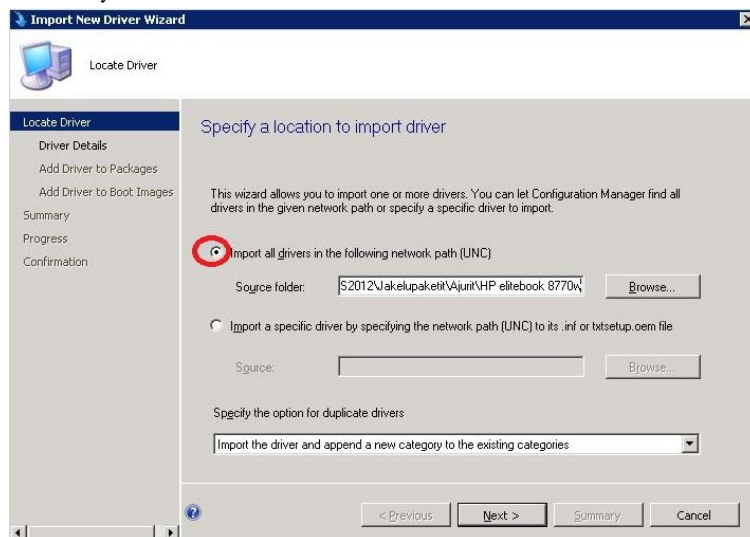 Import New Driver Wizard
Locate Driver
Locate Driver
Driver Details
Add Driver to Packages
Add Driver to Boot Images
Summary
Progress
Confirmation
Specify a location to import driver
This wizard allows you to import one or more drivers. You can let Configuration Manager find all
drivers in the given network path or specify a specific driver to import.
Import all drivers in the following network path (UNC)
Source folder: S2012\Jakelupaketit\Ajurit\HP elitebook 8770w Browse...
Import a specific driver by specifying the network path (UNC) to its .inf or txtsetup.oem file
Source: Browse...
Specify the option for duplicate drivers
Import the driver and append a new category to the existing categories
< Previous Next > Summary Cancel